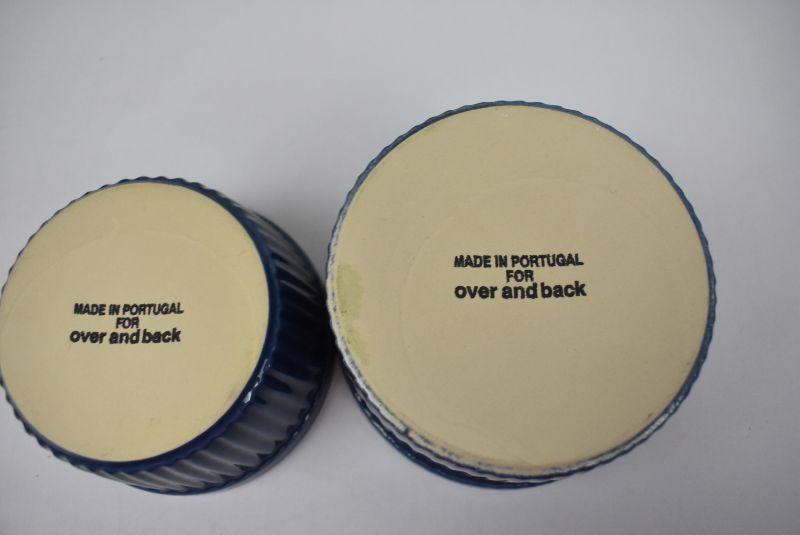 MADE IN PORTUGAL
FOR
over and back
MADE IN PORTUGAL
FOR
over and back